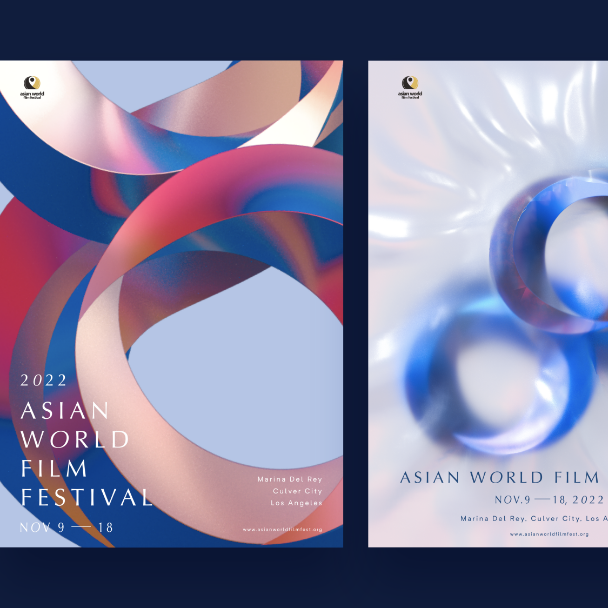 asian world
film festival
2022
ASIAN
WORLD
FILM
FESTIVAL
NOV 9 — 18
Marina Del Rey
Culver City
Los Angeles
www.asianworldfilmfest.org
asian world
film festival
ASIAN WORLD FILM
NOV.9 — 18, 2022
Marina Del Rey, Culver City, Los A
www.asianworldfilmfest.org